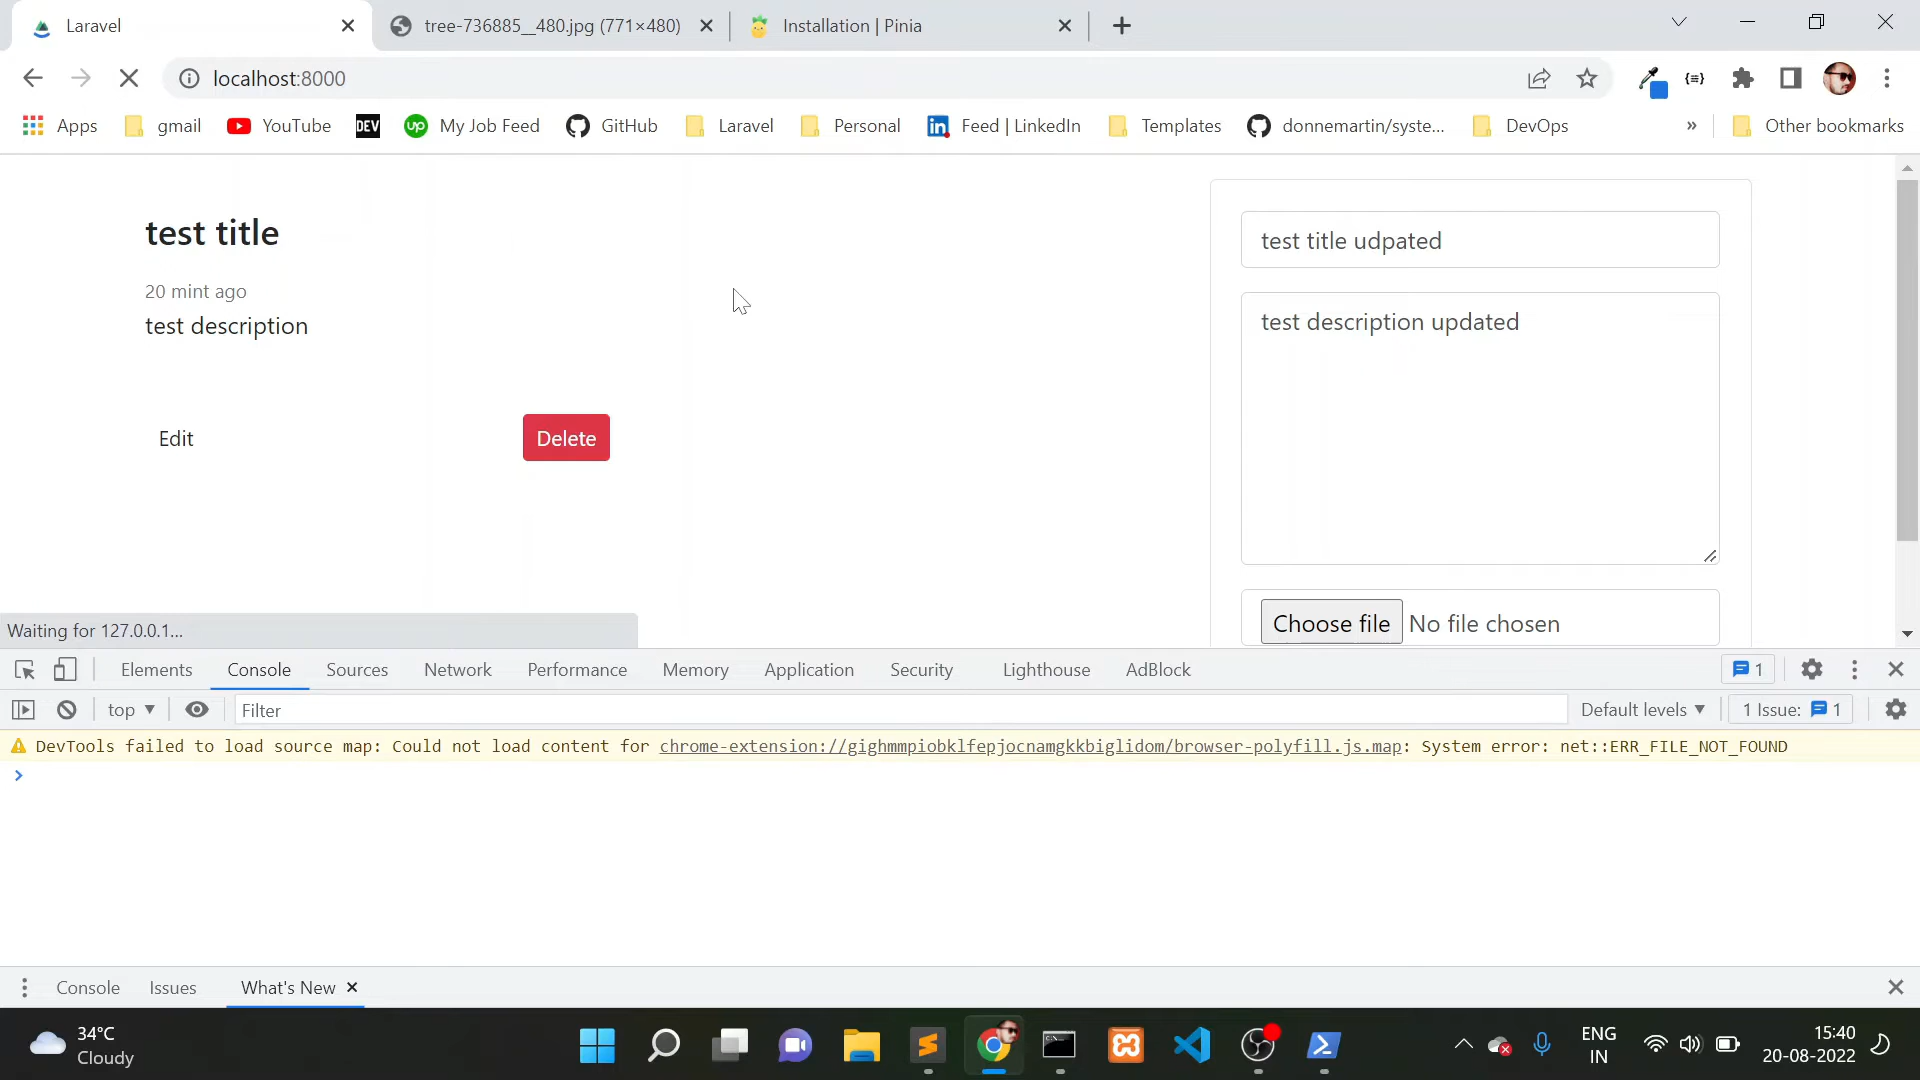 Laravel
tree-736885__480.jpg (771×480)
Installation | Pinia
localhost:8000
Apps
gmail
YouTube
DEV
up
My Job Feed
GitHub
Laravel
Personal
in
Feed | LinkedIn
Templates
donnemartin/syste...
DevOps
»
Other bookmarks
test title
20 mint ago
test description
Edit
Delete
test title udpated
test description updated
Choose file No file chosen
Waiting for 127.0.0.1...
Elements
Console
Sources
Network
Performance
Memory
Application
Security
Lighthouse
AdBlock
1
top
Filter
Default levels
1 Issue: 1
DevTools failed to load source map: Could not load content for chrome-extension://gighmmpiobklfepjocnamgkkbiglidom/browser-polyfill.js.map: System error: net::ERR_FILE_NOT_FOUND
Console
Issues
What's New
34°C
Cloudy
ENG
IN
15:40
20-08-2022